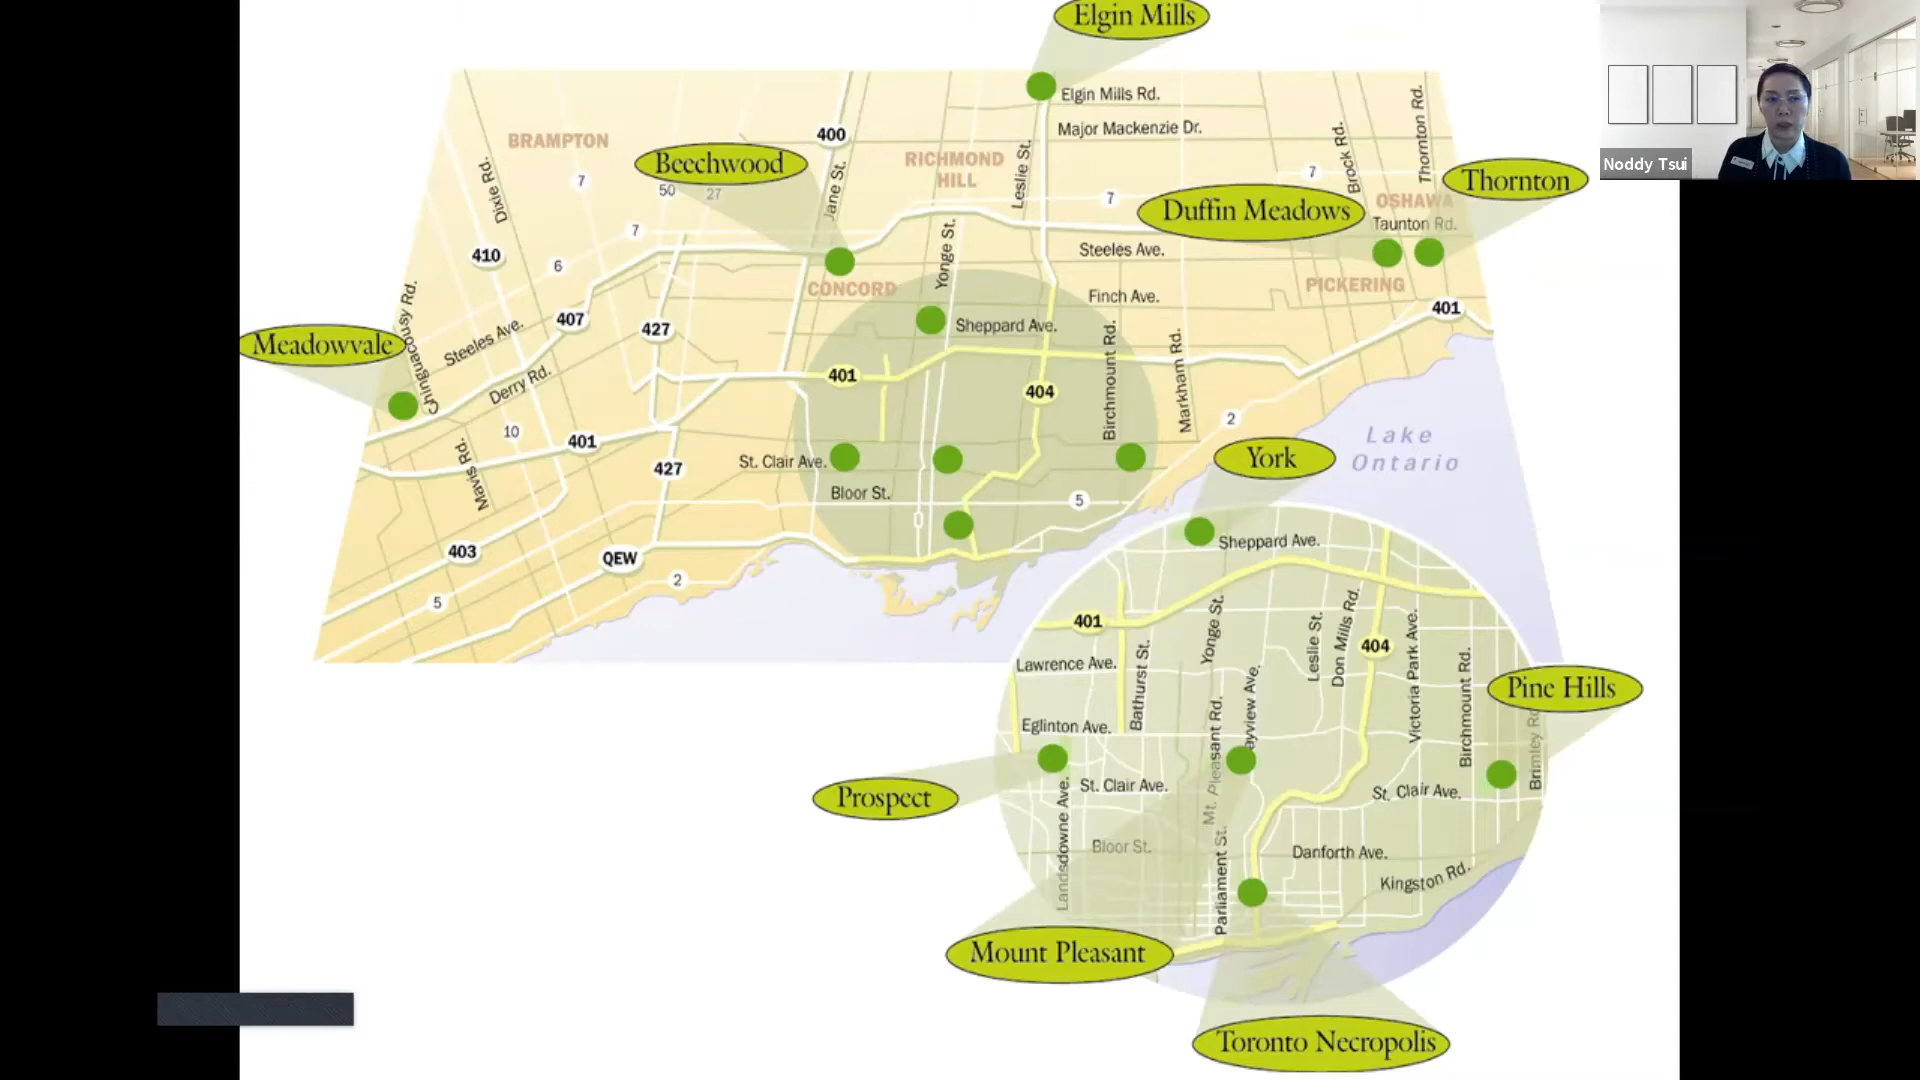 Elgin Mills
Elgin Mills Rd.
Major Mackenzie Dr.
BRAMPTON
400
Beechwood
RICHMOND
HILL
Leslie St.
Brock Rd.
Thornton Rd.
Noddy Tsui
Thornton
Dixie Rd.
7
50
27
Jane St.
7
7
Duffin Meadows
OSHAWA
Taunton Rd.
7
410
6
Yonge St.
Steeles Ave.
CONCORD
PICKERING
Finch Ave.
401
407
427
Sheppard Ave.
Meadowvale
Chinguacousy Rd.
Steeles Ave.
Derry Rd.
401
404
Birchmount Rd.
Markham Rd.
2
10
401
Mavis Rd.
427
St. Clair Ave.
Bloor St.
5
York
Lake
Ontario
403
QEW
2
5
Sheppard Ave.
401
Yonge St.
Leslie St.
Don Mills Rd.
404
Victoria Park Ave.
Birchmount Rd.
Lawrence Ave.
Bathurst St.
Pine Hills
Eglinton Ave.
Mt. Pleasant Rd.
ayview Ave.
Brimley Rd
Prospect
Landsdowne Ave.
St. Clair Ave.
St. Clair Ave.
Bloor St.
Parliament St.
Danforth Ave.
Kingston Rd.
Mount Pleasant
Toronto Necropolis